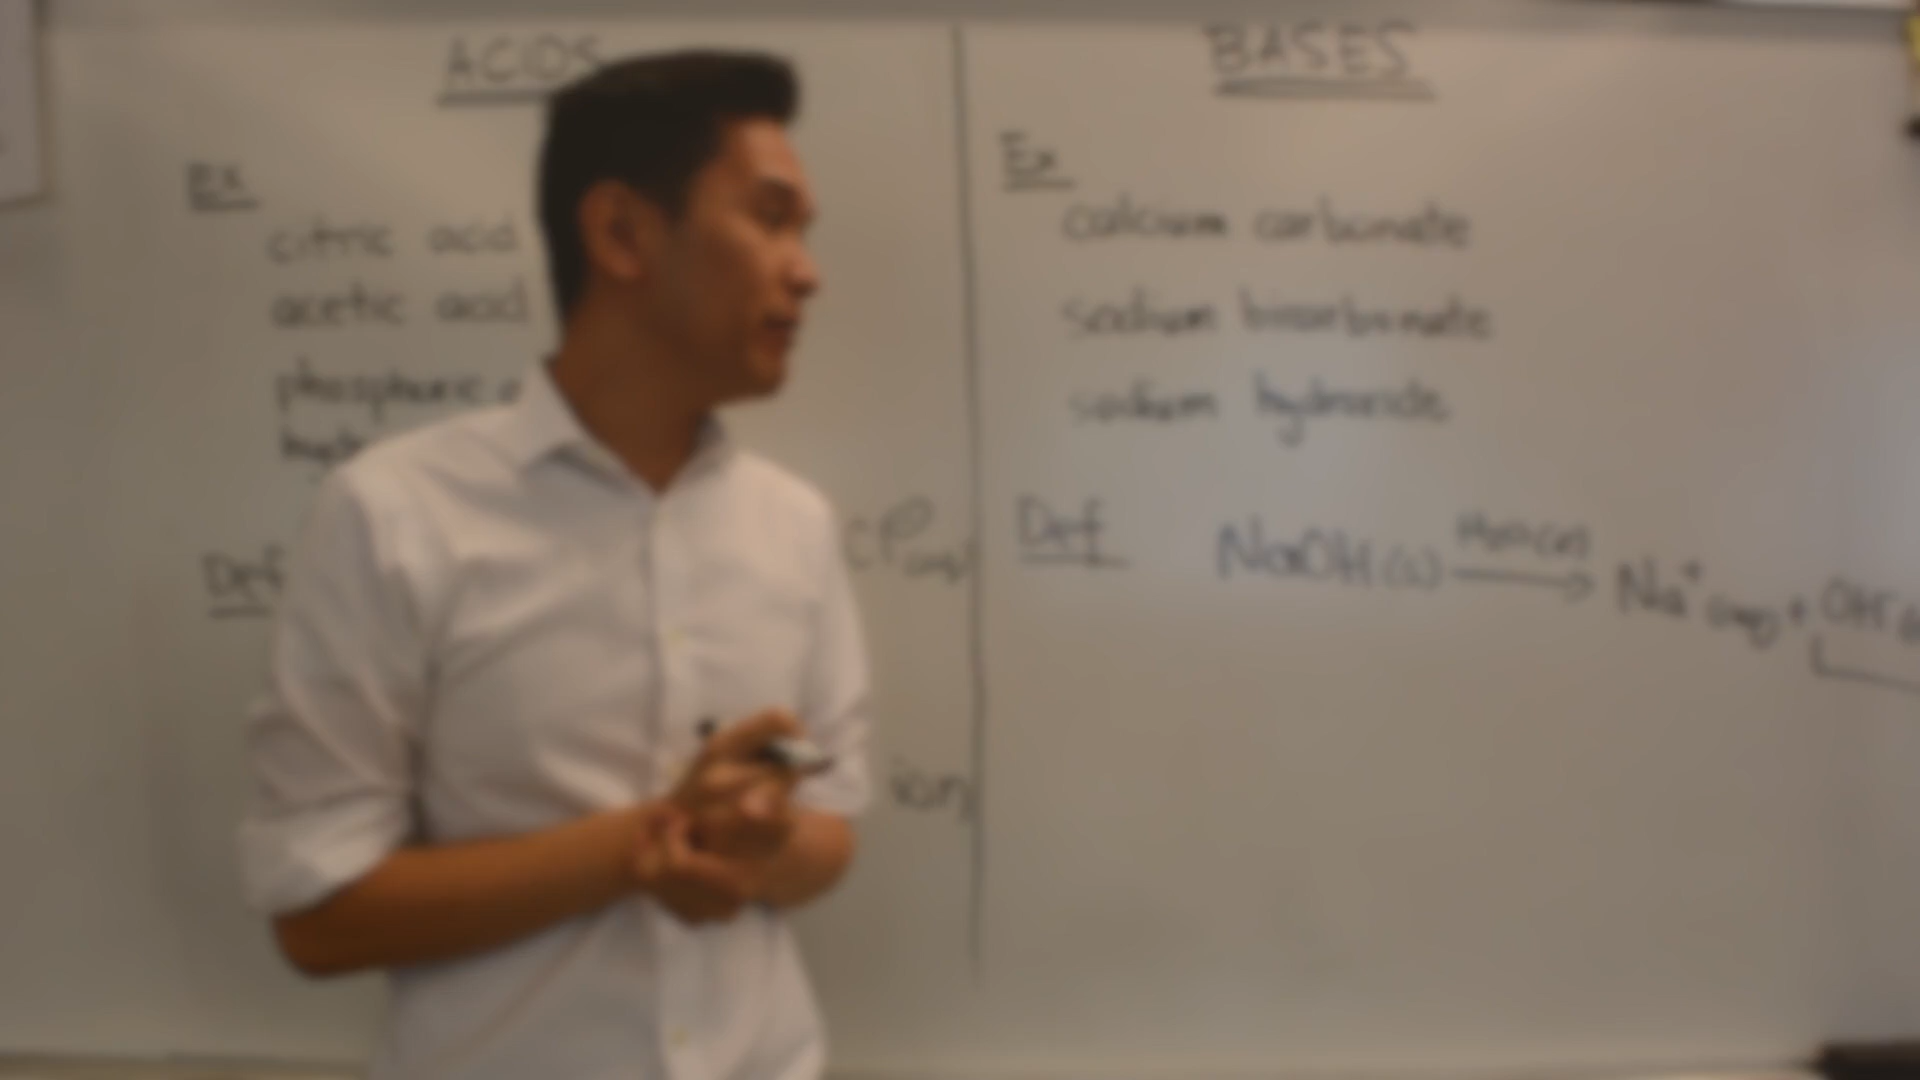 ACIDS
Ex
citric acid
acetic acid
phosphoric
Def
ion
BASES
Ex
calcium carbonate
sodium bicarbonate
sodium hydroxide
Def NaOH(s) → Na⁺(aq) + OH⁻